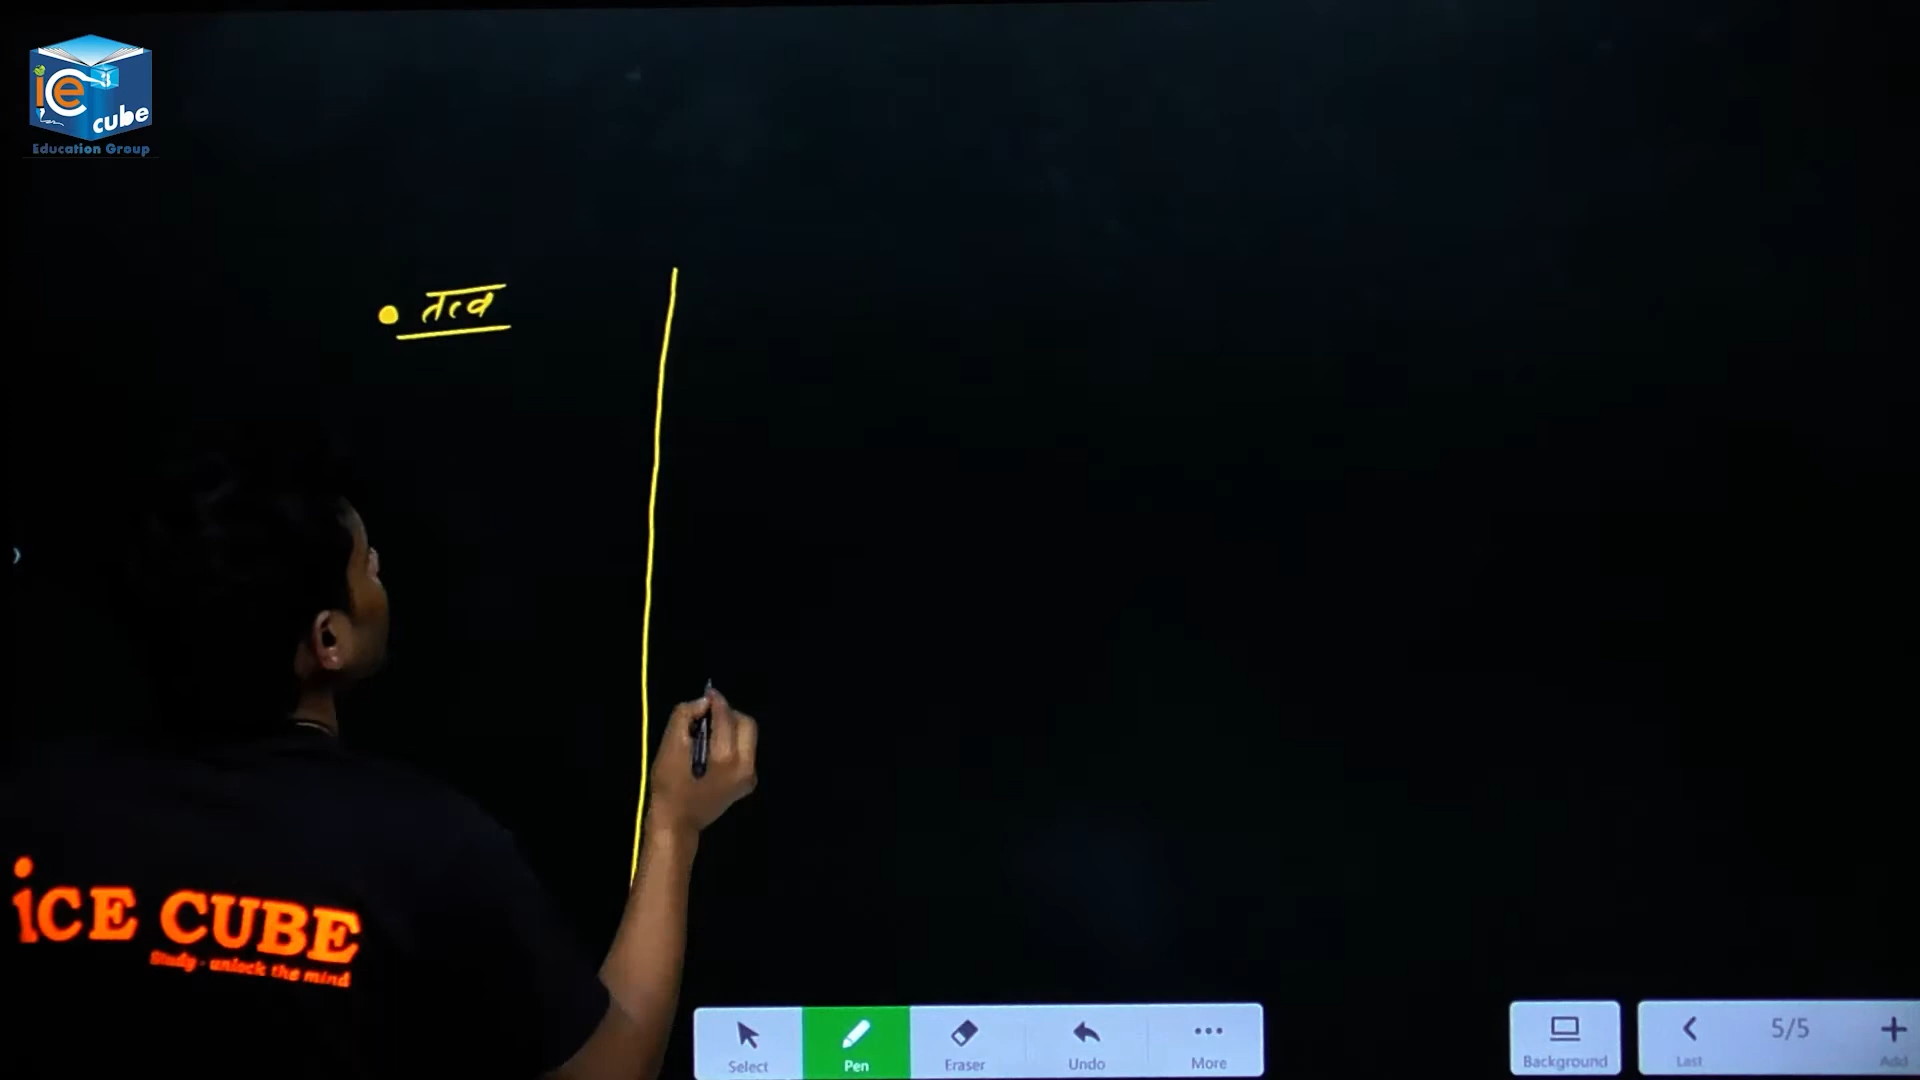 ice cube
Education Group
• तत्व
iCE CUBE
Study - unlock the mind
Select Pen Eraser Undo More
Background
Last 5/5 Add